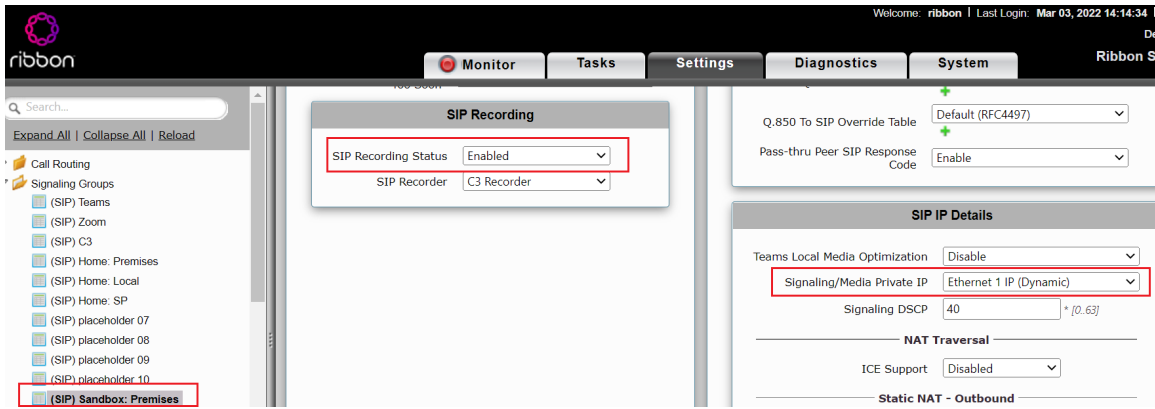 Welcome: ribbon | Last Login: Mar 03, 2022 14:14:34
De
ribbon
Ribbon S
Monitor
Tasks
Settings
Diagnostics
System
Search...
Expand All | Collapse All | Reload
Call Routing
Signaling Groups
(SIP) Teams
(SIP) Zoom
(SIP) C3
(SIP) Home: Premises
(SIP) Home: Local
(SIP) Home: SP
(SIP) placeholder 07
(SIP) placeholder 08
(SIP) placeholder 09
(SIP) placeholder 10
(SIP) Sandbox: Premises
SIP Recording
SIP Recording Status Enabled
SIP Recorder C3 Recorder
Q.850 To SIP Override Table Default (RFC4497)
Pass-thru Peer SIP Response
Code Enable
SIP IP Details
Teams Local Media Optimization Disable
Signaling/Media Private IP Ethernet 1 IP (Dynamic)
Signaling DSCP 40 * [0..63]
NAT Traversal
ICE Support Disabled
Static NAT - Outbound